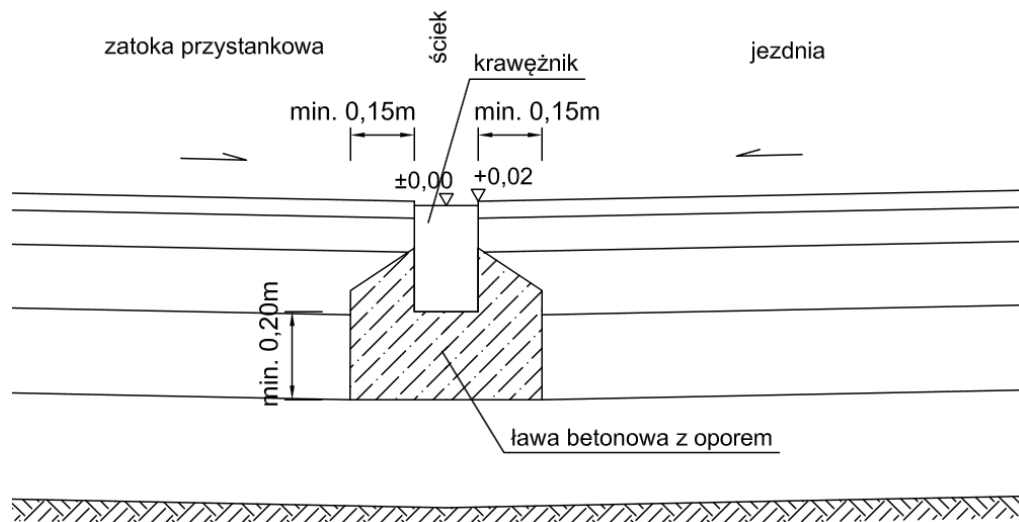 zatoka przystankowa
ściek
jezdnia
krawężnik
min. 0,15m
min. 0,15m
±0,00
+0,02
min. 0,20m
ława betonowa z oporem